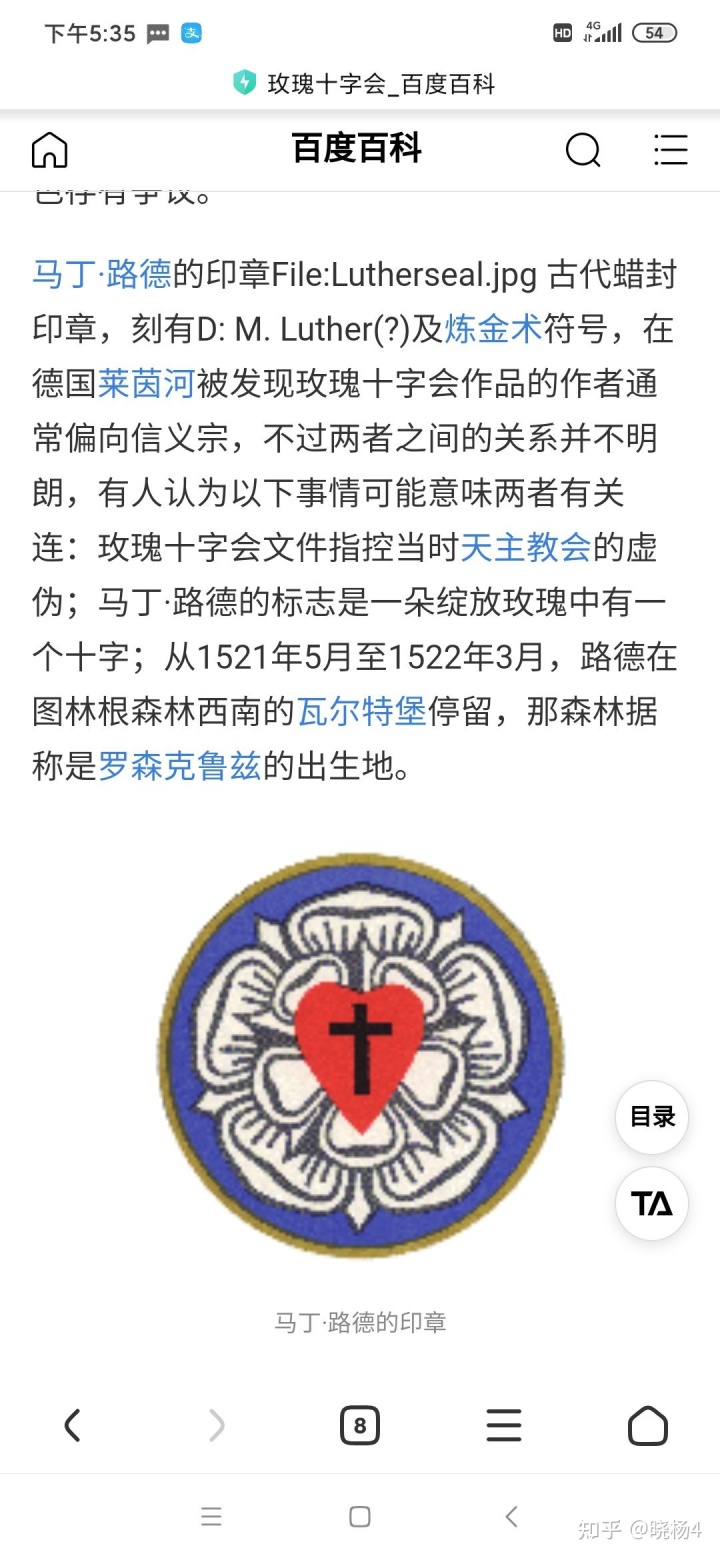 下午5:35
HD 4G 54
玫瑰十字会_百度百科
百度百科
也存有争议。
马丁·路德的印章File:Lutherseal.jpg 古代蜡封
印章，刻有D: M. Luther(?)及炼金术符号，在
德国莱茵河被发现玫瑰十字会作品的作者通
常偏向信义宗，不过两者之间的关系并不明
朗，有人认为以下事情可能意味两者有关
连：玫瑰十字会文件指控当时天主教会的虚
伪；马丁·路德的标志是一朵绽放玫瑰中有一
个十字；从1521年5月至1522年3月，路德在
图林根森林西南的瓦尔特堡停留，那森林据
称是罗森克鲁兹的出生地。
目录
TA
马丁·路德的印章
8
知乎 @晓杨4